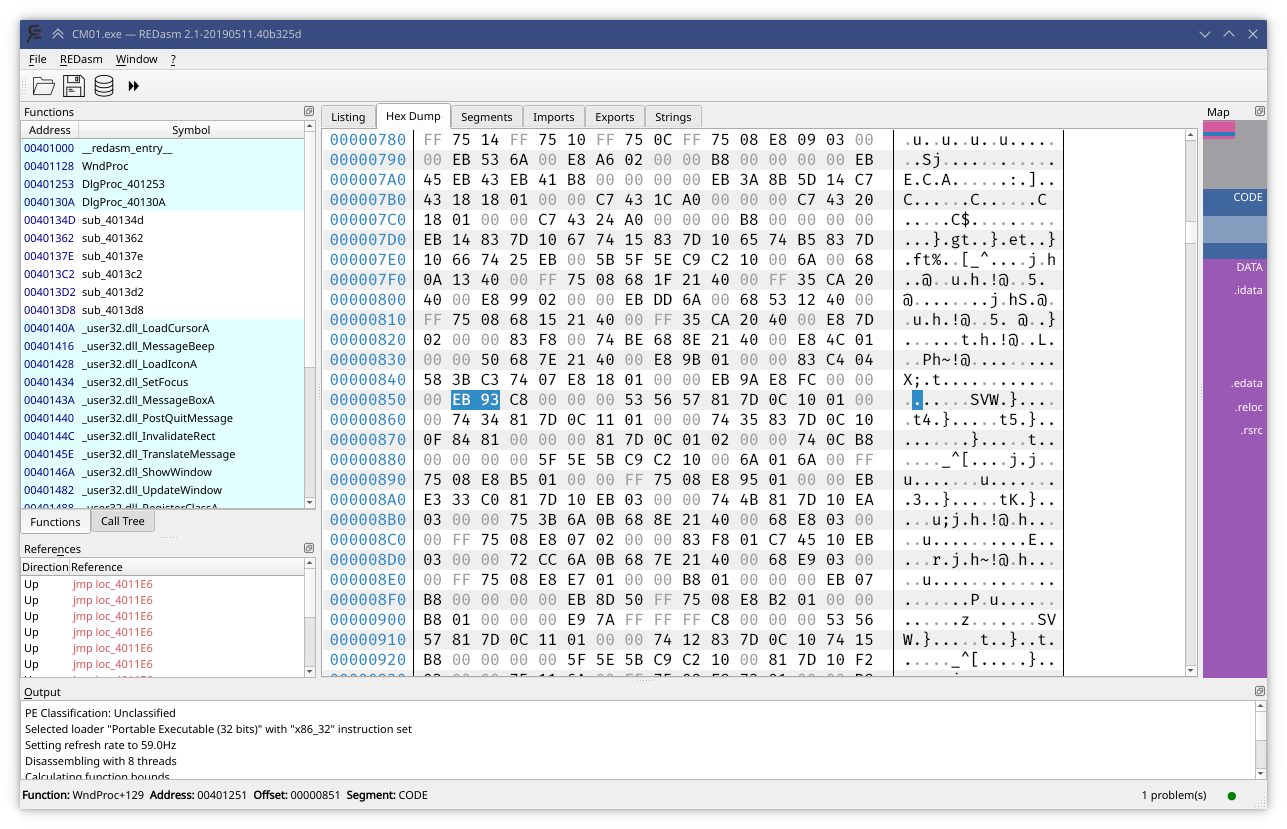 CM01.exe — REDasm 2.1-20190511.40b325d
File REDasm Window ?
Functions
Address Symbol
00401000 __redasm_entry__
00401128 WndProc
00401253 DlgProc_401253
0040130A DlgProc_40130A
0040134D sub_40134d
00401362 sub_401362
0040137E sub_40137e
004013C2 sub_4013c2
004013D2 sub_4013d2
004013D8 sub_4013d8
0040140A _user32.dll_LoadCursorA
00401416 _user32.dll_MessageBeep
00401428 _user32.dll_LoadIconA
00401434 _user32.dll_SetFocus
0040143A _user32.dll_MessageBoxA
00401440 _user32.dll_PostQuitMessage
0040144C _user32.dll_InvalidateRect
0040145E _user32.dll_TranslateMessage
0040146A _user32.dll_ShowWindow
00401482 _user32.dll_UpdateWindow
00401488 _user32.dll_RegisterClassA
Functions Call Tree
References
Direction Reference
Up jmp loc_4011E6
Up jmp loc_4011E6
Up jmp loc_4011E6
Up jmp loc_4011E6
Up jmp loc_4011E6
Up jmp loc_4011E6
Listing Hex Dump Segments Imports Exports Strings
00000780 FF 75 14 FF 75 10 FF 75 0C FF 75 08 E8 09 03 00 .u..u..u..u.....
00000790 00 EB 53 6A 00 E8 A6 02 00 00 B8 00 00 00 00 EB ..Sj............
000007A0 45 EB 43 EB 41 B8 00 00 00 00 EB 3A 8B 5D 14 C7 E.C.A......:.]..
000007B0 43 18 18 01 00 00 C7 43 1C A0 00 00 00 C7 43 20 C......C......C
000007C0 18 01 00 00 C7 43 24 A0 00 00 00 B8 00 00 00 00 .....C$.........
000007D0 EB 14 83 7D 10 67 74 15 83 7D 10 65 74 B5 83 7D ...}.gt..}.et..}
000007E0 10 66 74 25 EB 00 5B 5F 5E C9 C2 10 00 6A 00 68 .ft%..[_^....j.h
000007F0 0A 13 40 00 FF 75 08 68 1F 21 40 00 FF 35 CA 20 ..@..u.h.!@..5.
00000800 40 00 E8 99 02 00 00 EB DD 6A 00 68 53 12 40 00 @........j.hS.@.
00000810 FF 75 08 68 15 21 40 00 FF 35 CA 20 40 00 E8 7D .u.h.!@..5. @..}
00000820 02 00 00 83 F8 00 74 BE 68 8E 21 40 00 E8 4C 01 ......t.h.!@..L.
00000830 00 00 50 68 7E 21 40 00 E8 9B 01 00 00 83 C4 04 ..Ph~!@.........
00000840 58 3B C3 74 07 E8 18 01 00 00 EB 9A E8 FC 00 00 X;.t............
00000850 00 EB 93 C8 00 00 00 53 56 57 81 7D 0C 10 01 00 .......SVW.}....
00000860 00 74 34 81 7D 0C 11 01 00 00 74 35 83 7D 0C 10 .t4.}.....t5.}..
00000870 0F 84 81 00 00 00 81 7D 0C 01 02 00 00 74 0C B8 .......}.....t..
00000880 00 00 00 00 5F 5E 5B C9 C2 10 00 6A 01 6A 00 FF ...._^[....j.j..
00000890 75 08 E8 B5 01 00 00 FF 75 08 E8 95 01 00 00 EB u.......u.......
000008A0 E3 33 C0 81 7D 10 EB 03 00 00 74 4B 81 7D 10 EA .3..}.....tK.}..
000008B0 03 00 00 75 3B 6A 0B 68 8E 21 40 00 68 E8 03 00 ...u;j.h.!@.h...
000008C0 00 FF 75 08 E8 07 02 00 00 83 F8 01 C7 45 10 EB ..u..........E..
000008D0 03 00 00 72 CC 6A 0B 68 7E 21 40 00 68 E9 03 00 ...r.j.h~!@.h...
000008E0 00 FF 75 08 E8 E7 01 00 00 B8 01 00 00 00 EB 07 ..u.............
000008F0 B8 00 00 00 00 EB 8D 50 FF 75 08 E8 B2 01 00 00 .......P.u......
00000900 B8 01 00 00 00 E9 7A FF FF FF C8 00 00 00 53 56 ......z.......SV
00000910 57 81 7D 0C 11 01 00 00 74 12 83 7D 0C 10 74 15 W.}.....t..}..t.
00000920 B8 00 00 00 00 5F 5E 5B C9 C2 10 00 81 7D 10 F2 ....._^[.....}..
Map
CODE
DATA
.idata
.edata
.reloc
.rsrc
Output
PE Classification: Unclassified
Selected loader "Portable Executable (32 bits)" with "x86_32" instruction set
Setting refresh rate to 59.0Hz
Disassembling with 8 threads
Calculating function bounds
Function: WndProc+129 Address: 00401251 Offset: 00000851 Segment: CODE 1 problem(s)